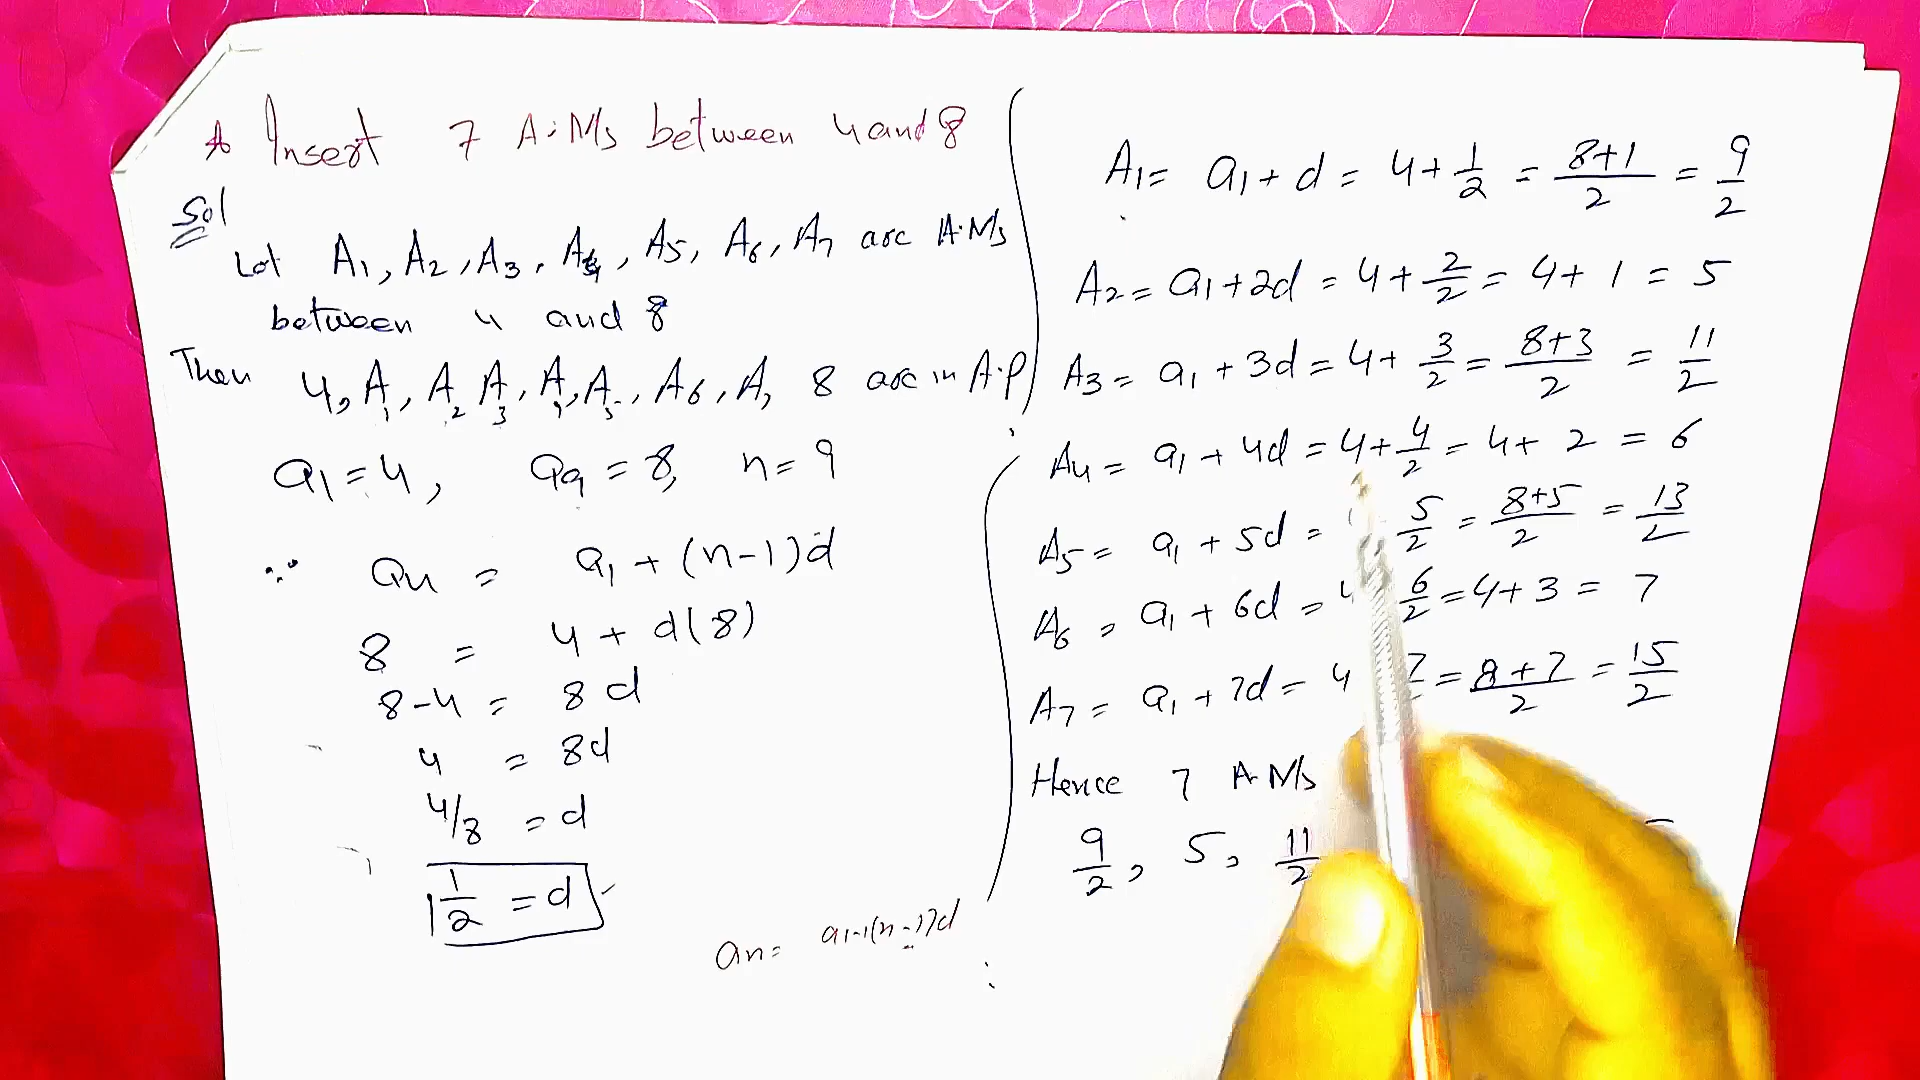 Insert 7 A.Ms between 4 and 8
Sol
Let A1, A2, A3, A4, A5, A6, A7 are A.Ms
between 4 and 8
Then 4, A1, A2 A3, A4, A5, A6, A7 8 are in A.P
a1 = 4, a9 = 8, n = 9
∵ an = a1 + (n-1)d
8 = 4 + d(8)
8-4 = 8d
4 = 8d
4/8 = d
1/2 = d
an = a1+(n-1)d
A1 = a1 + d = 4 + 1/2 = 8+1/2 = 9/2
A2 = a1+2d = 4 + 2/2 = 4 + 1 = 5
A3 = a1 + 3d = 4 + 3/2 = 8+3/2 = 11/2
A4 = a1 + 4d = 4 + 4/2 = 4 + 2 = 6
A5 = a1 + 5d = 5/2 = 8+5/2 = 13/2
A6 = a1 + 6d = 4 6/2 = 4+3 = 7
A7 = a1 + 7d = 4 7/2 = 8+7/2 = 15/2
Hence 7 A.Ms
9/2, 5, 11/2